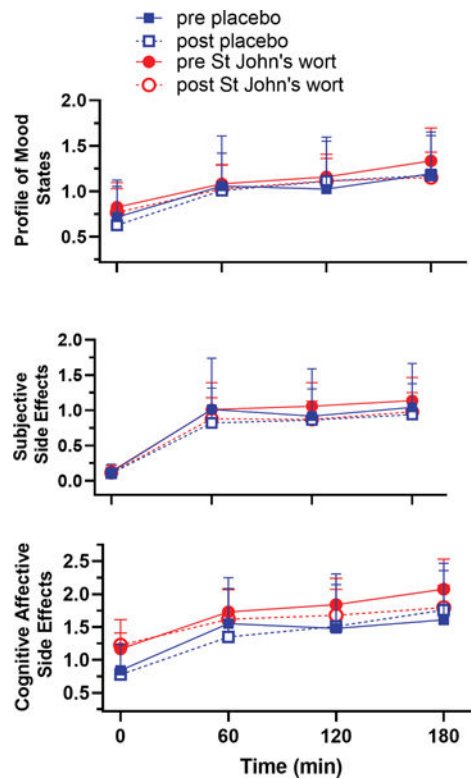 pre placebo
post placebo
pre St John's wort
post St John's wort
Profile of Mood
States
2.0
1.5
1.0
0.5
Subjective
Side Effects
2.0
1.5
1.0
0.5
0.0
Cognitive Affective
Side Effects
2.5
2.0
1.5
1.0
0.5
0
60
120
180
Time (min)